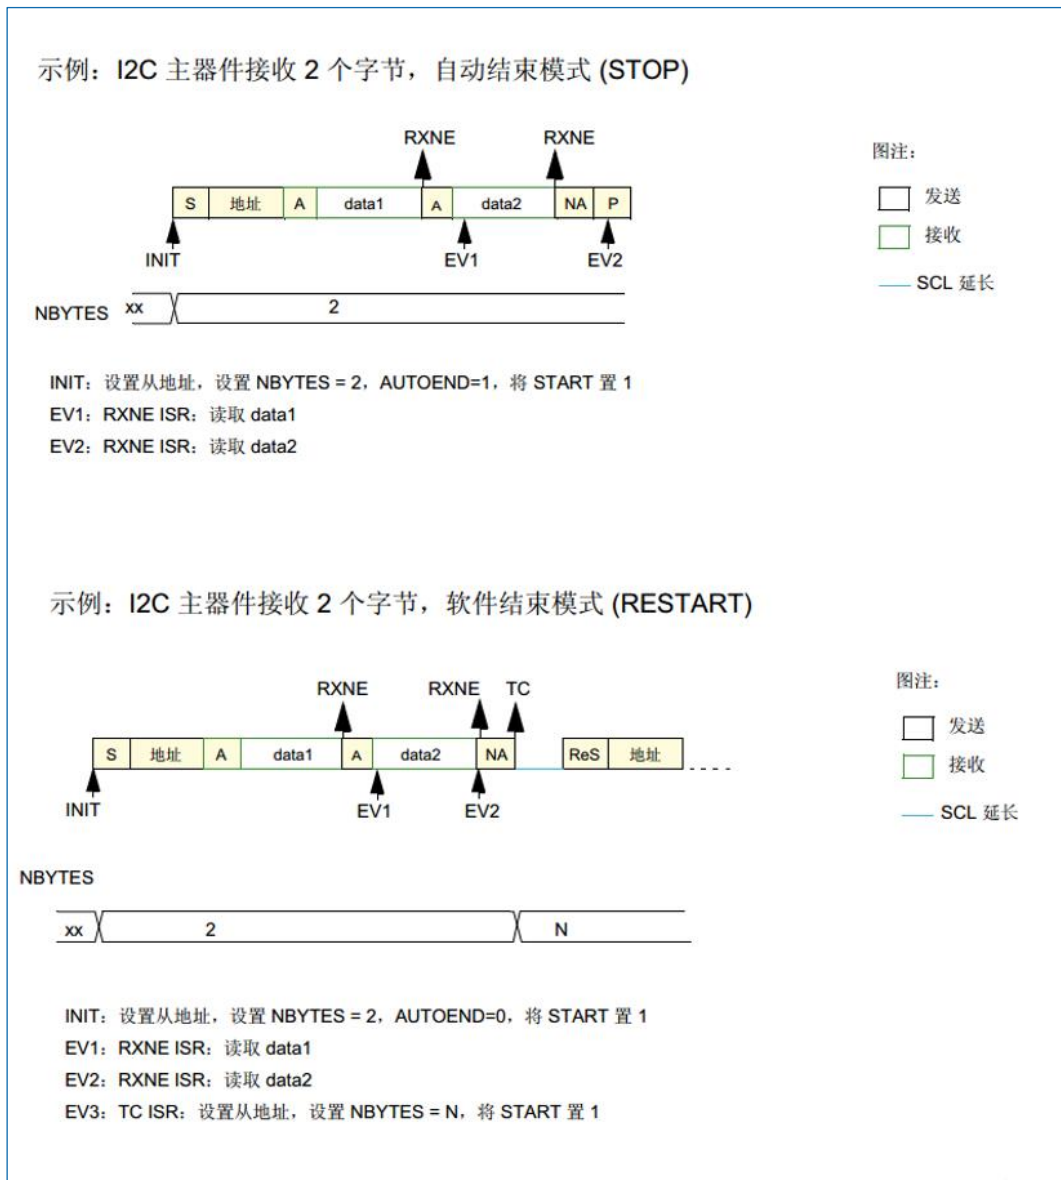 示例：I2C 主器件接收 2 个字节，自动结束模式 (STOP)
RXNE RXNE
图注：
S 地址 A data1 A data2 NA P
发送
接收
INIT EV1 EV2
SCL 延长
NBYTES xx 2
INIT：设置从地址，设置 NBYTES = 2，AUTOEND=1，将 START 置 1
EV1：RXNE ISR：读取 data1
EV2：RXNE ISR：读取 data2
示例：I2C 主器件接收 2 个字节，软件结束模式 (RESTART)
RXNE RXNE TC
图注：
S 地址 A data1 A data2 NA ReS 地址
发送
接收
INIT EV1 EV2
SCL 延长
NBYTES
xx 2 N
INIT：设置从地址，设置 NBYTES = 2，AUTOEND=0，将 START 置 1
EV1：RXNE ISR：读取 data1
EV2：RXNE ISR：读取 data2
EV3：TC ISR：设置从地址，设置 NBYTES = N，将 START 置 1